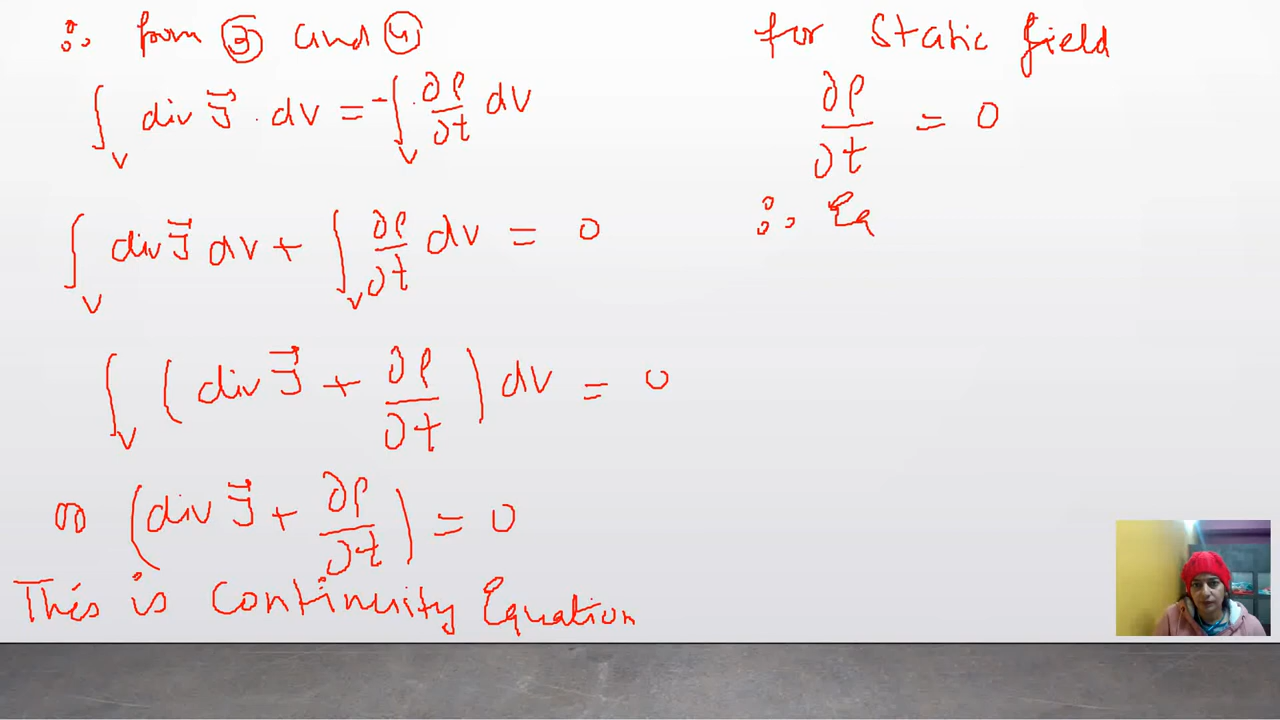 ∴ from ③ and ④
∫_V div J⃗ . dv = -∫_V ∂ρ/∂t dv
∫_V div J⃗ dv + ∫_V ∂ρ/∂t dv = 0
∫_V (div J⃗ + ∂ρ/∂t) dv = 0
or (div J⃗ + ∂ρ/∂t) = 0
This is Continuity Equation
for Static field
∂ρ/∂t = 0
∴ Eq